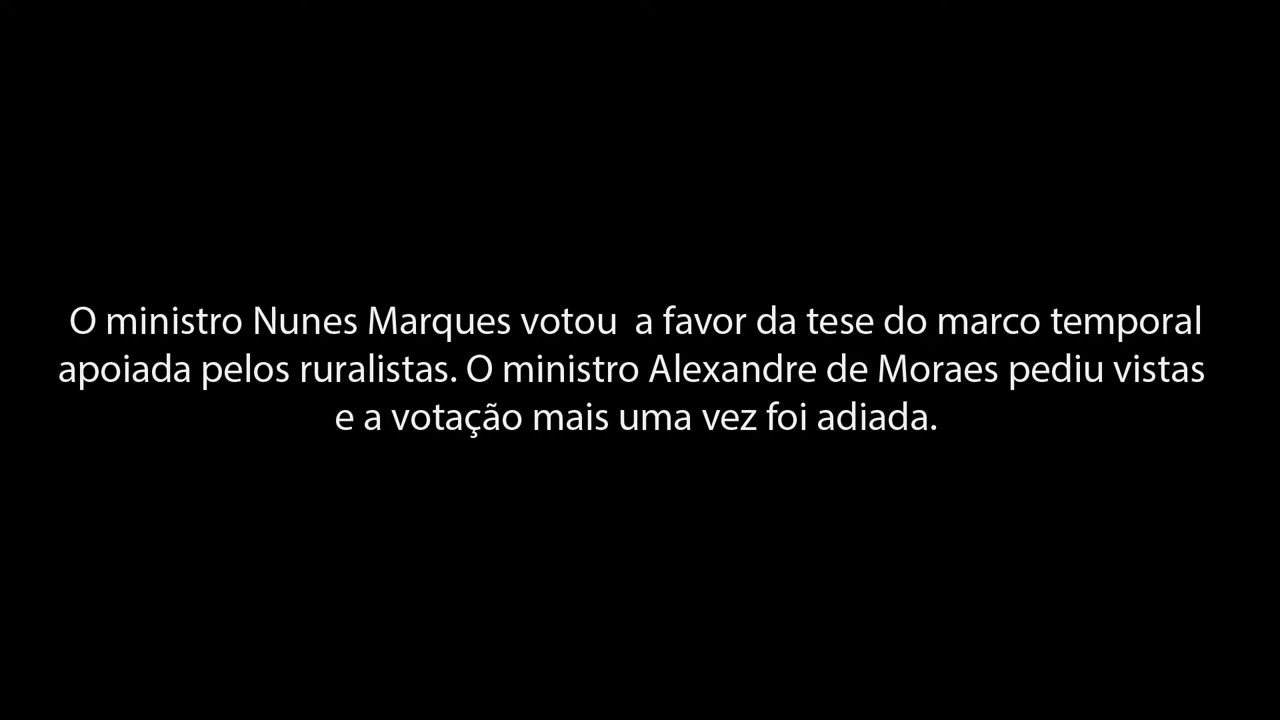 O ministro Nunes Marques votou  a favor da tese do marco temporal
apoiada pelos ruralistas. O ministro Alexandre de Moraes pediu vistas
e a votação mais uma vez foi adiada.